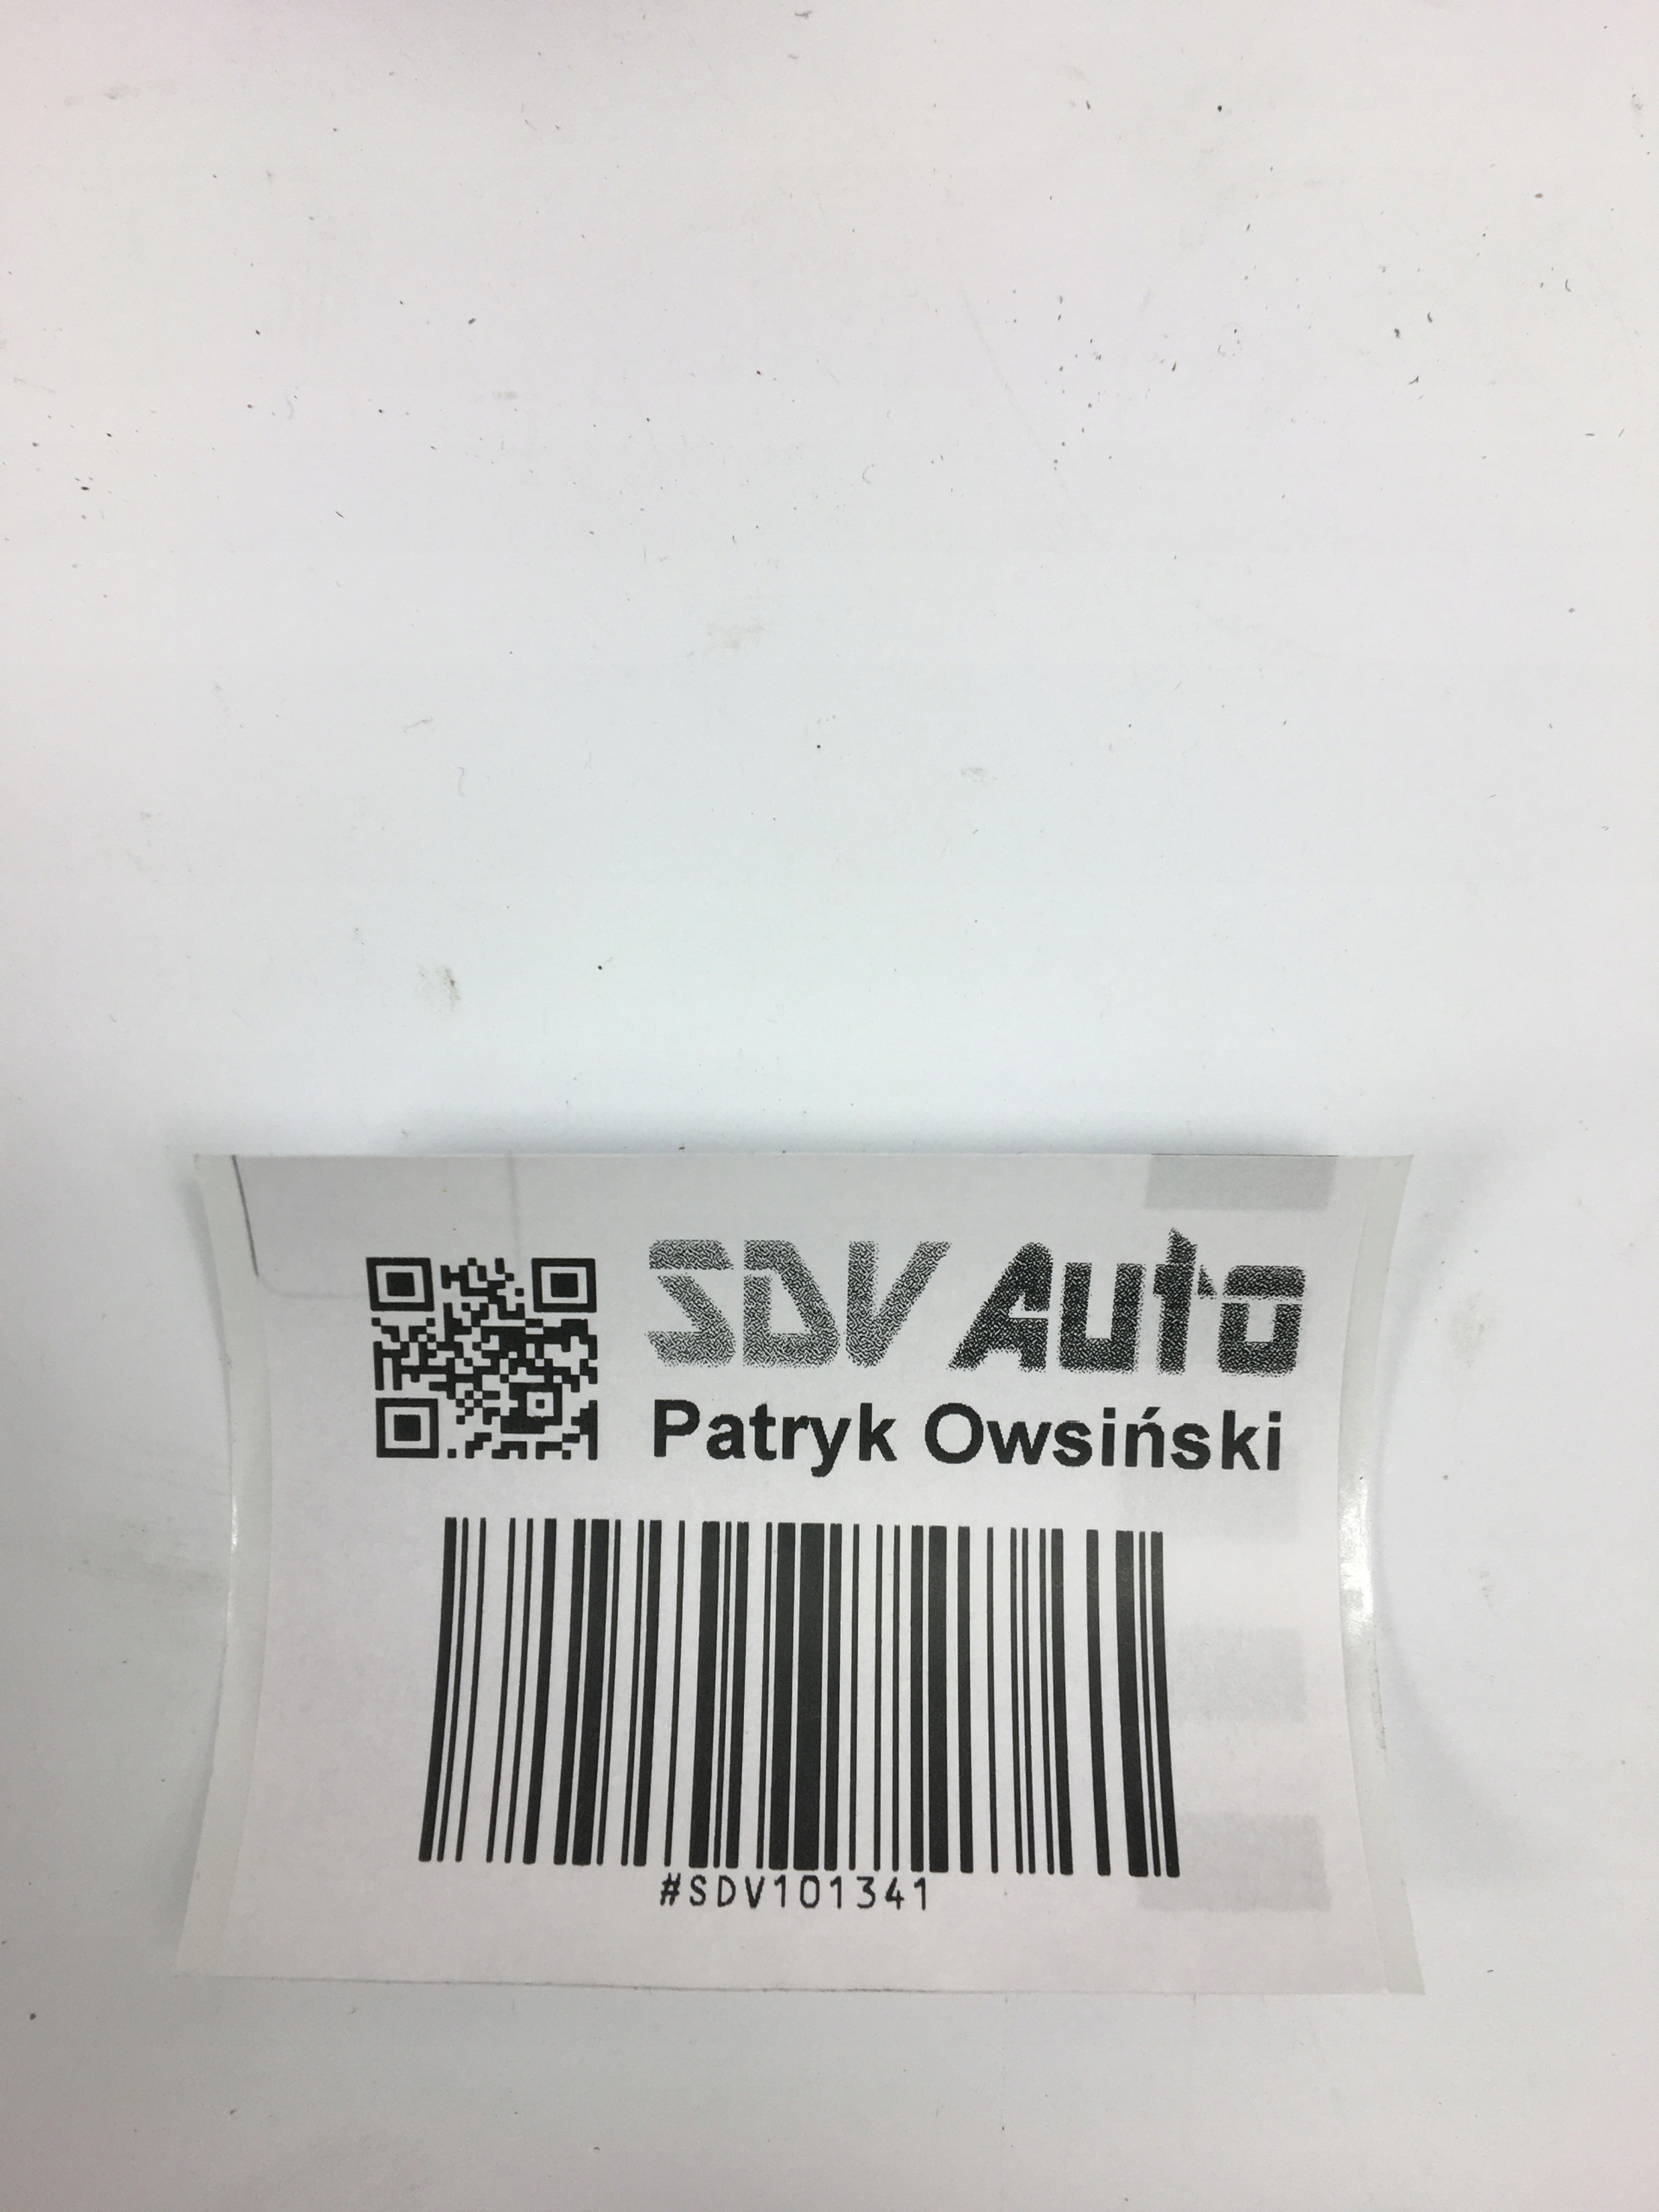 SDV Auto
Patryk Owsiński
#SDV101341